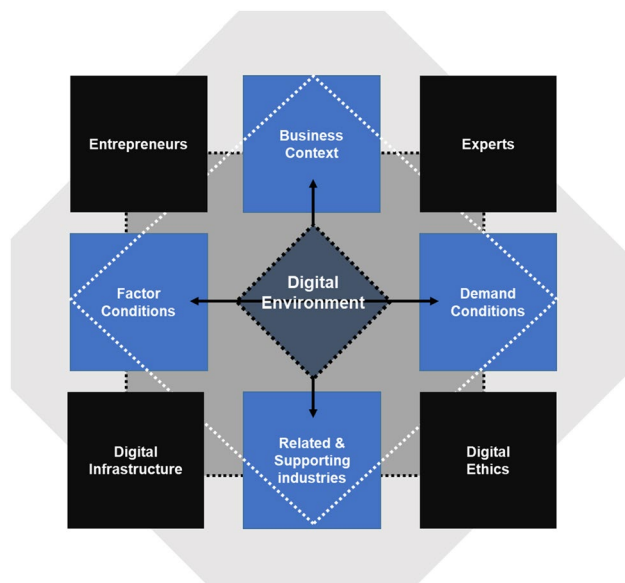 Entrepreneurs
Business
Context
Experts
Factor
Conditions
Digital
Environment
Demand
Conditions
Digital
Infrastructure
Related &
Supporting
industries
Digital
Ethics